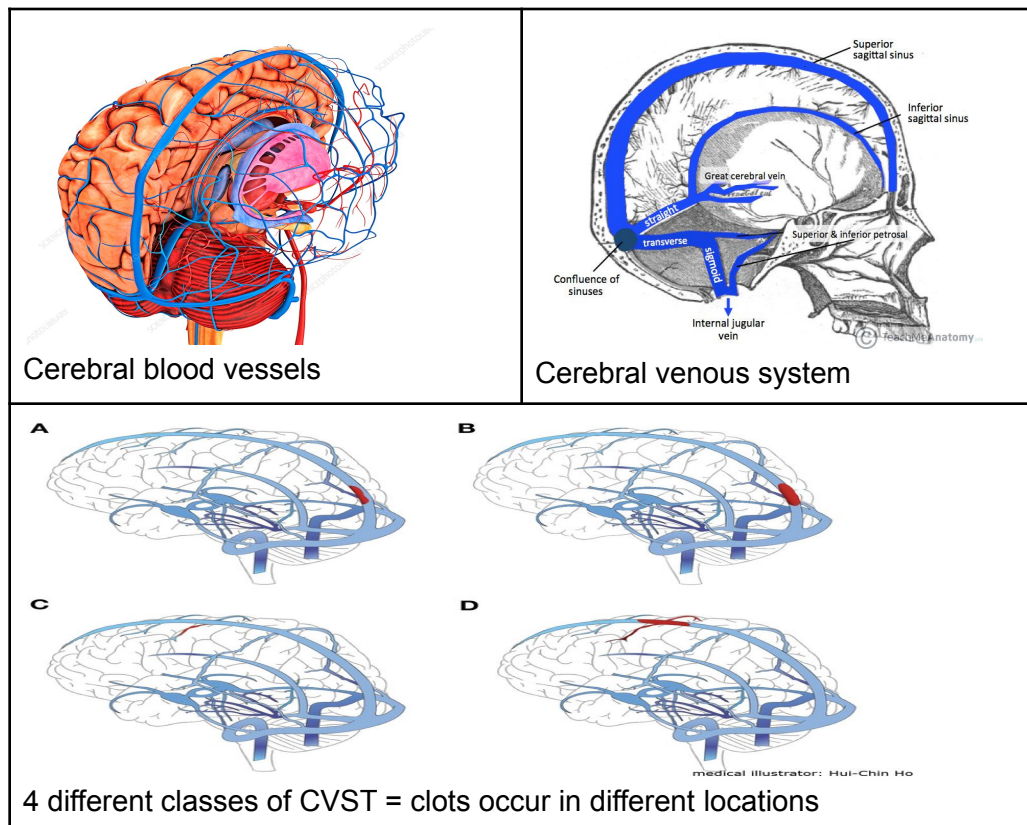 Cerebral blood vessels
Superior
sagittal sinus
Inferior
sagittal sinus
Great cerebral vein
straight
transverse
Superior & inferior petrosal
sigmoid
Confluence of
sinuses
Internal jugular
vein
© TeachMeAnatomy
Cerebral venous system
A
B
C
D
medical illustrator: Hui-Chin Ho
4 different classes of CVST = clots occur in different locations